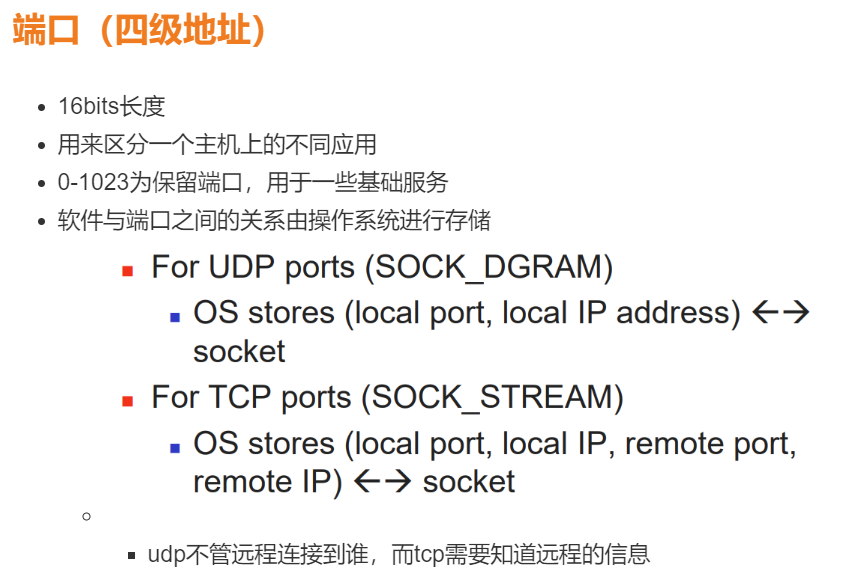 端口（四级地址）
16bits长度
用来区分一个主机上的不同应用
0-1023为保留端口，用于一些基础服务
软件与端口之间的关系由操作系统进行存储
For UDP ports (SOCK_DGRAM)
OS stores (local port, local IP address) ←→
socket
For TCP ports (SOCK_STREAM)
OS stores (local port, local IP, remote port,
remote IP) ←→ socket
udp不管远程连接到谁，而tcp需要知道远程的信息